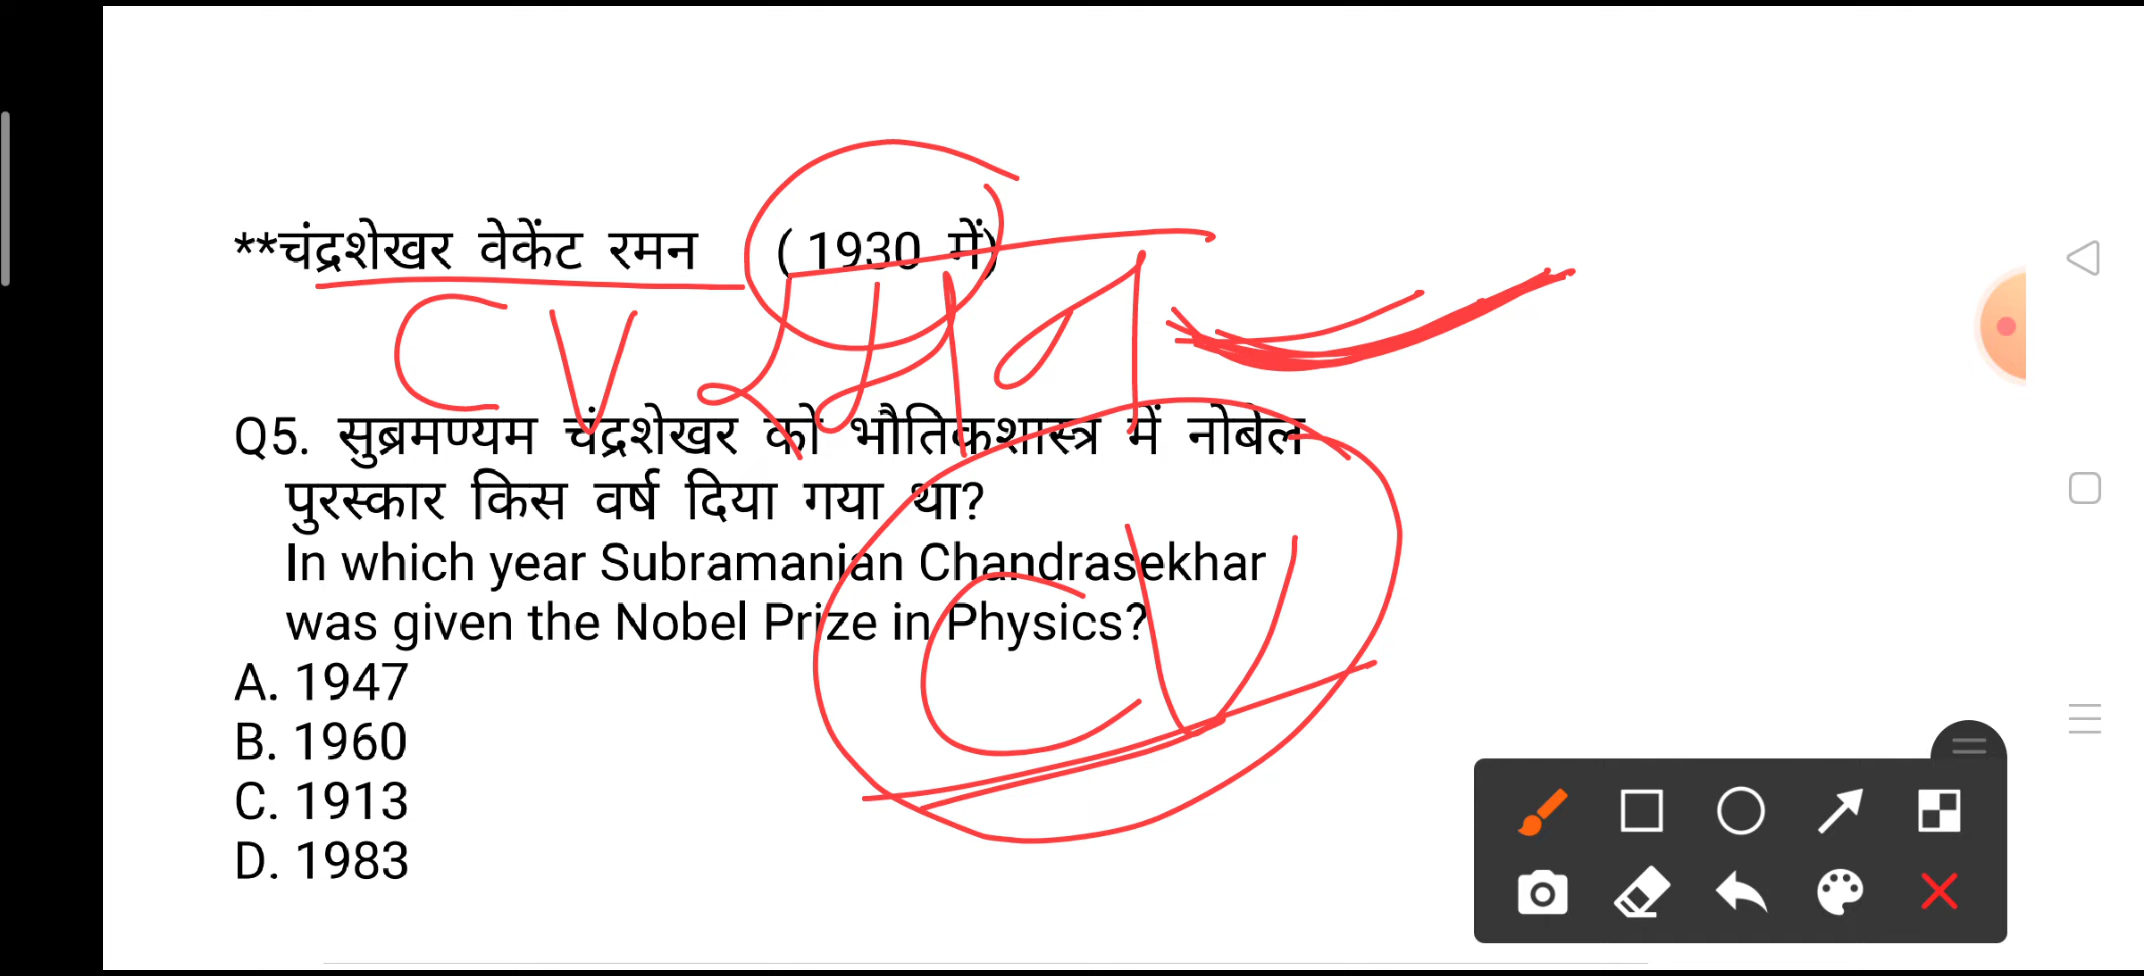 **चंद्रशेखर वेकेंट रमन ( 1930 में)
CV रमन
Q5. सुब्रमण्यम चंद्रशेखर को भौतिकशास्त्र में नोबेल
पुरस्कार किस वर्ष दिया गया था?
In which year Subramanian Chandrasekhar
was given the Nobel Prize in Physics?
CV
A. 1947
B. 1960
C. 1913
D. 1983